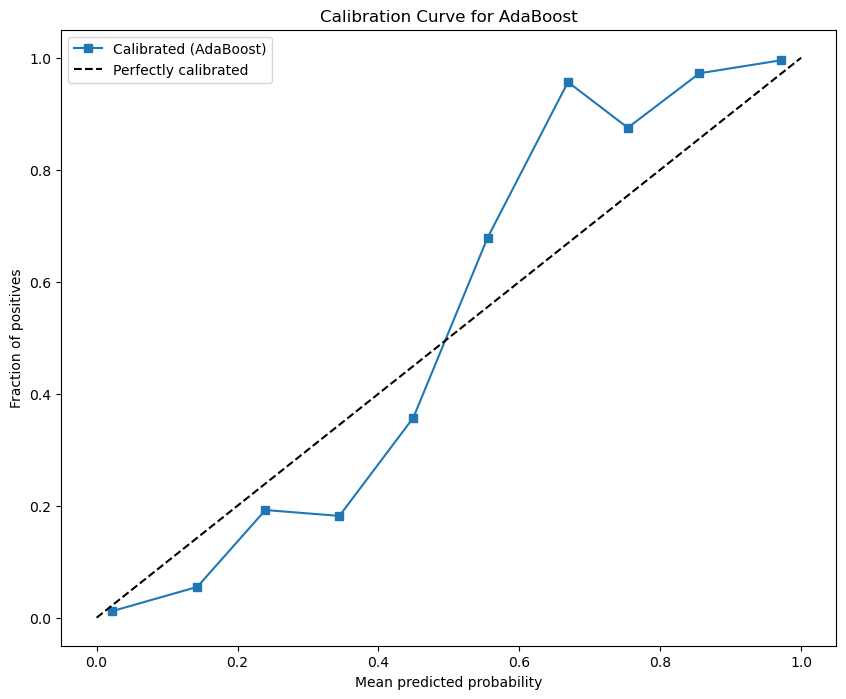 Calibration Curve for AdaBoost
Calibrated (AdaBoost)
Perfectly calibrated
Fraction of positives
1.0
0.8
0.6
0.4
0.2
0.0
0.0 0.2 0.4 0.6 0.8 1.0
Mean predicted probability